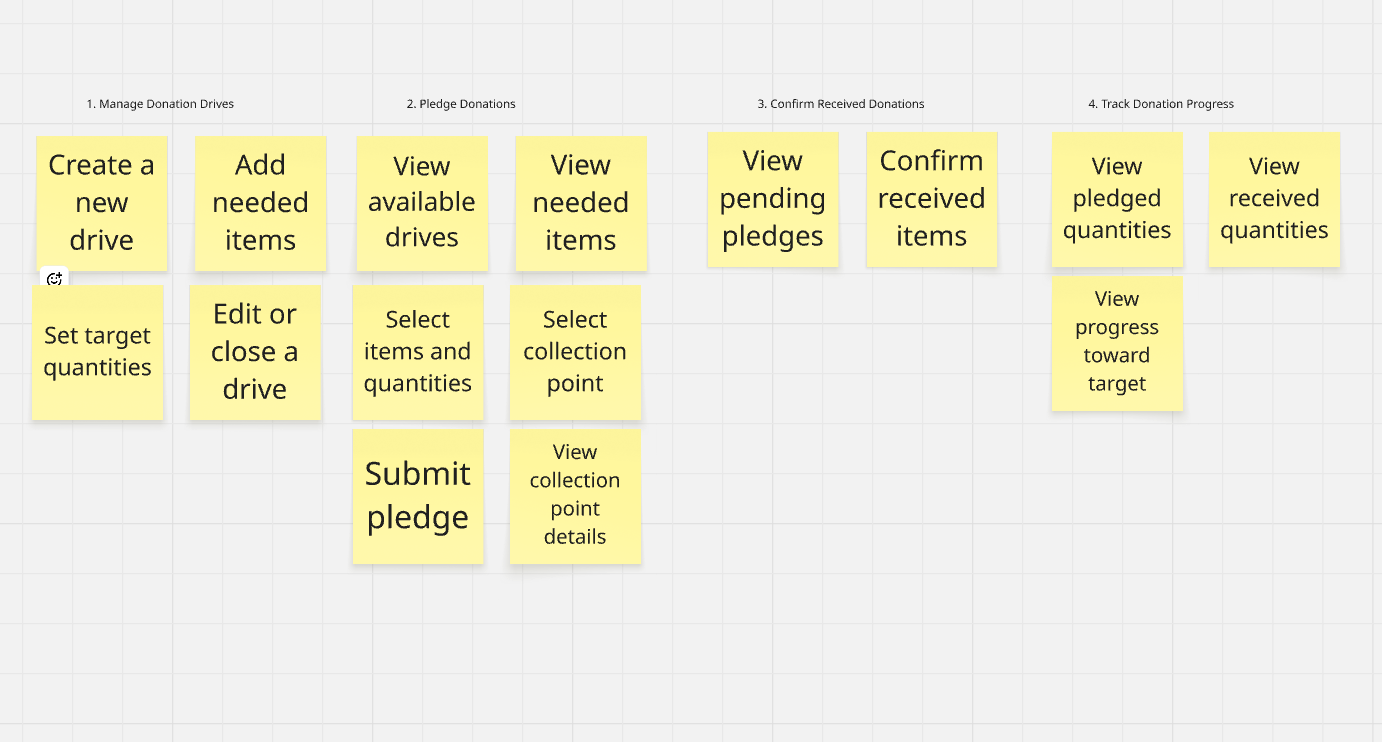 1. Manage Donation Drives
Create a
new
drive
Add
needed
items
Set target
quantities
Edit or
close a
drive
2. Pledge Donations
View
available
drives
View
needed
items
Select
items and
quantities
Select
collection
point
Submit
pledge
View
collection
point
details
3. Confirm Received Donations
View
pending
pledges
Confirm
received
items
4. Track Donation Progress
View
pledged
quantities
View
received
quantities
View
progress
toward
target